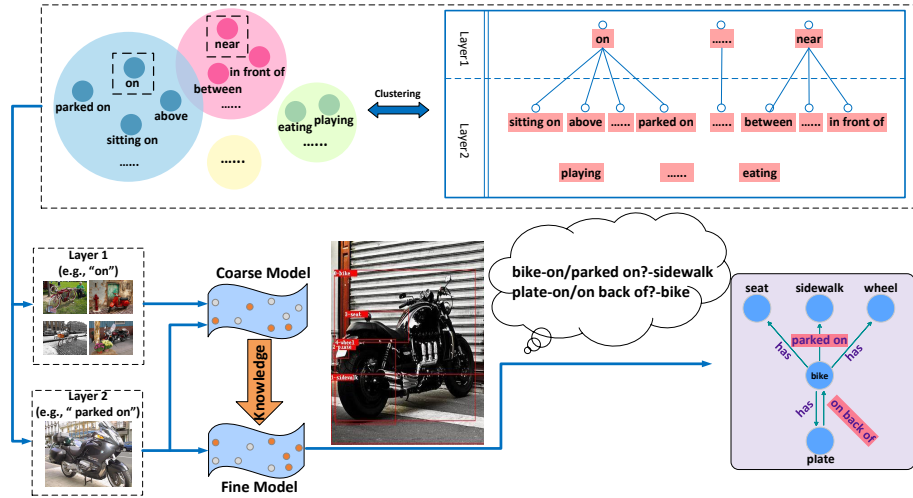 near
in front of
between
......
on
parked on
above
sitting on
......
eating
playing
......
......
Clustering
Layer1
on
......
near
Layer2
sitting on
above
......
parked on
......
between
......
in front of
playing
......
eating
Layer 1
(e.g., “on”)
Coarse Model
Knowledge
Layer 2
(e.g., “ parked on”)
Fine Model
bike-on/parked on?-sidewalk
plate-on/on back of?-bike
seat
sidewalk
wheel
parked on
has
has
bike
has
on back of
plate